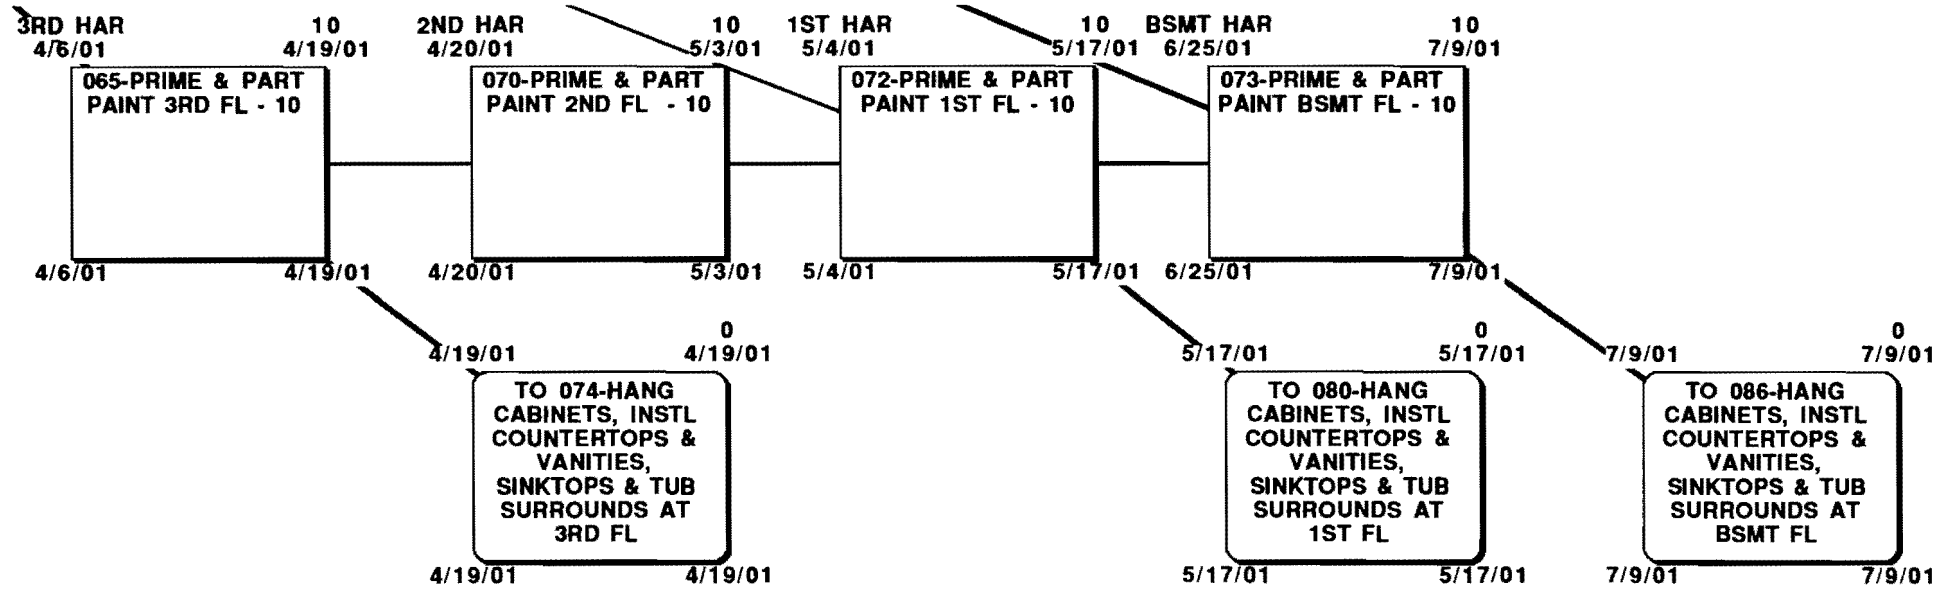 3RD HAR 10 2ND HAR 10 1ST HAR 10 BSMT HAR 10
4/6/01 4/19/01 4/20/01 5/3/01 5/4/01 5/17/01 6/25/01 7/9/01
065-PRIME & PART
PAINT 3RD FL - 10
070-PRIME & PART
PAINT 2ND FL - 10
072-PRIME & PART
PAINT 1ST FL - 10
073-PRIME & PART
PAINT BSMT FL - 10
4/6/01 4/19/01 4/20/01 5/3/01 5/4/01 5/17/01 6/25/01 7/9/01
0 0 0
4/19/01 4/19/01 5/17/01 5/17/01 7/9/01 7/9/01
TO 074-HANG
CABINETS, INSTL
COUNTERTOPS &
VANITIES,
SINKTOPS & TUB
SURROUNDS AT
3RD FL
TO 080-HANG
CABINETS, INSTL
COUNTERTOPS &
VANITIES,
SINKTOPS & TUB
SURROUNDS AT
1ST FL
TO 086-HANG
CABINETS, INSTL
COUNTERTOPS &
VANITIES,
SINKTOPS & TUB
SURROUNDS AT
BSMT FL
4/19/01 4/19/01 5/17/01 5/17/01 7/9/01 7/9/01